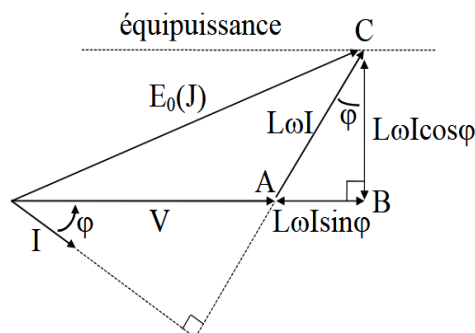 équipuissance
C
E₀(J)
LωI
φ
LωIcosφ
A
B
I
φ
V
LωIsinφ